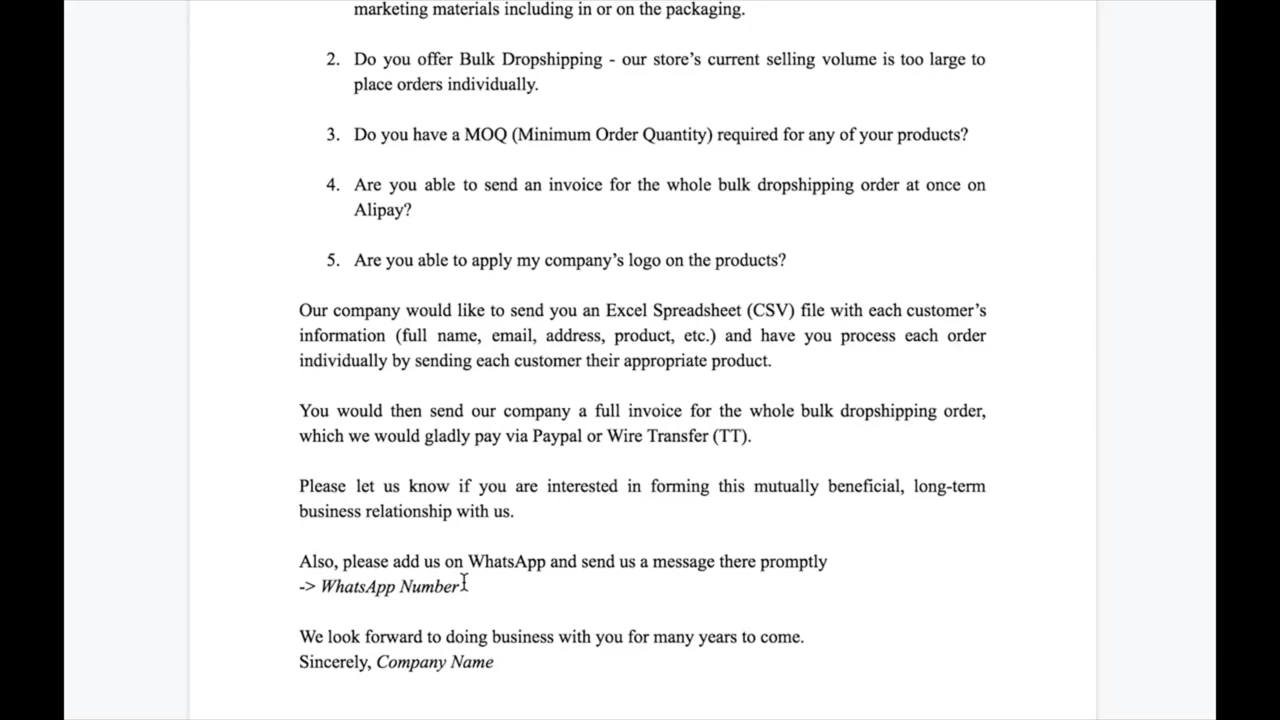 marketing materials including in or on the packaging.
2. Do you offer Bulk Dropshipping - our store’s current selling volume is too large to
place orders individually.
3. Do you have a MOQ (Minimum Order Quantity) required for any of your products?
4. Are you able to send an invoice for the whole bulk dropshipping order at once on
Alipay?
5. Are you able to apply my company’s logo on the products?
Our company would like to send you an Excel Spreadsheet (CSV) file with each customer’s
information (full name, email, address, product, etc.) and have you process each order
individually by sending each customer their appropriate product.
You would then send our company a full invoice for the whole bulk dropshipping order,
which we would gladly pay via Paypal or Wire Transfer (TT).
Please let us know if you are interested in forming this mutually beneficial, long-term
business relationship with us.
Also, please add us on WhatsApp and send us a message there promptly
-> WhatsApp Number
We look forward to doing business with you for many years to come.
Sincerely, Company Name